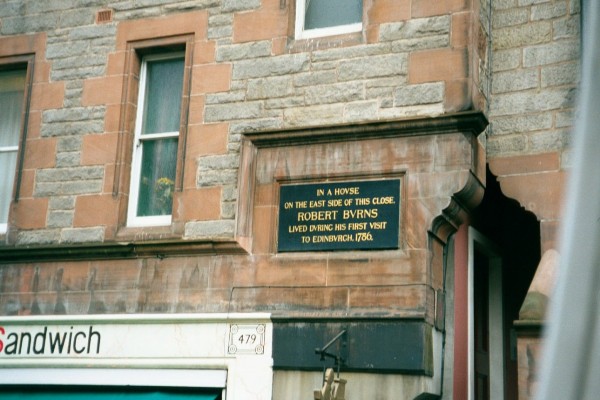 IN A HOVSE
ON THE EAST SIDE OF THIS CLOSE,
ROBERT BVRNS
LIVED DVRING HIS FIRST VISIT
TO EDINBVRGH, 1786.
Sandwich
479